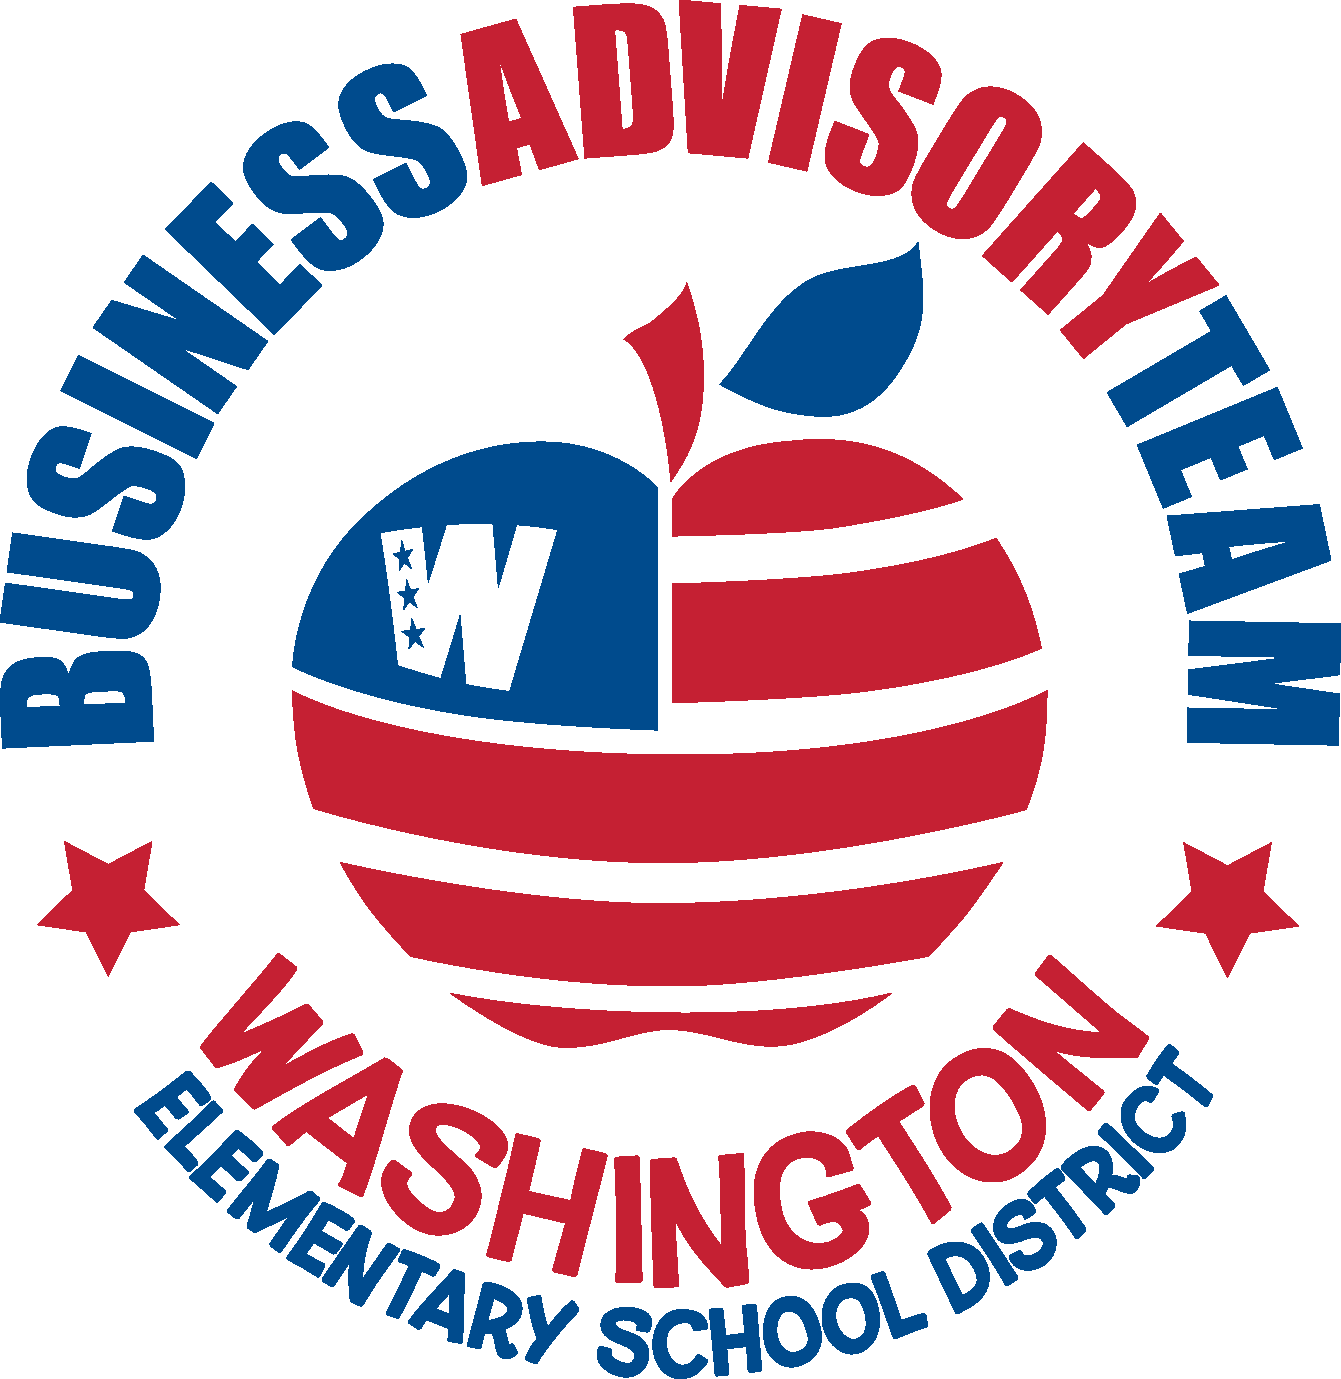 BUSINESSADVISORYTEAM
W
WASHINGTON
ELEMENTARY SCHOOL DISTRICT